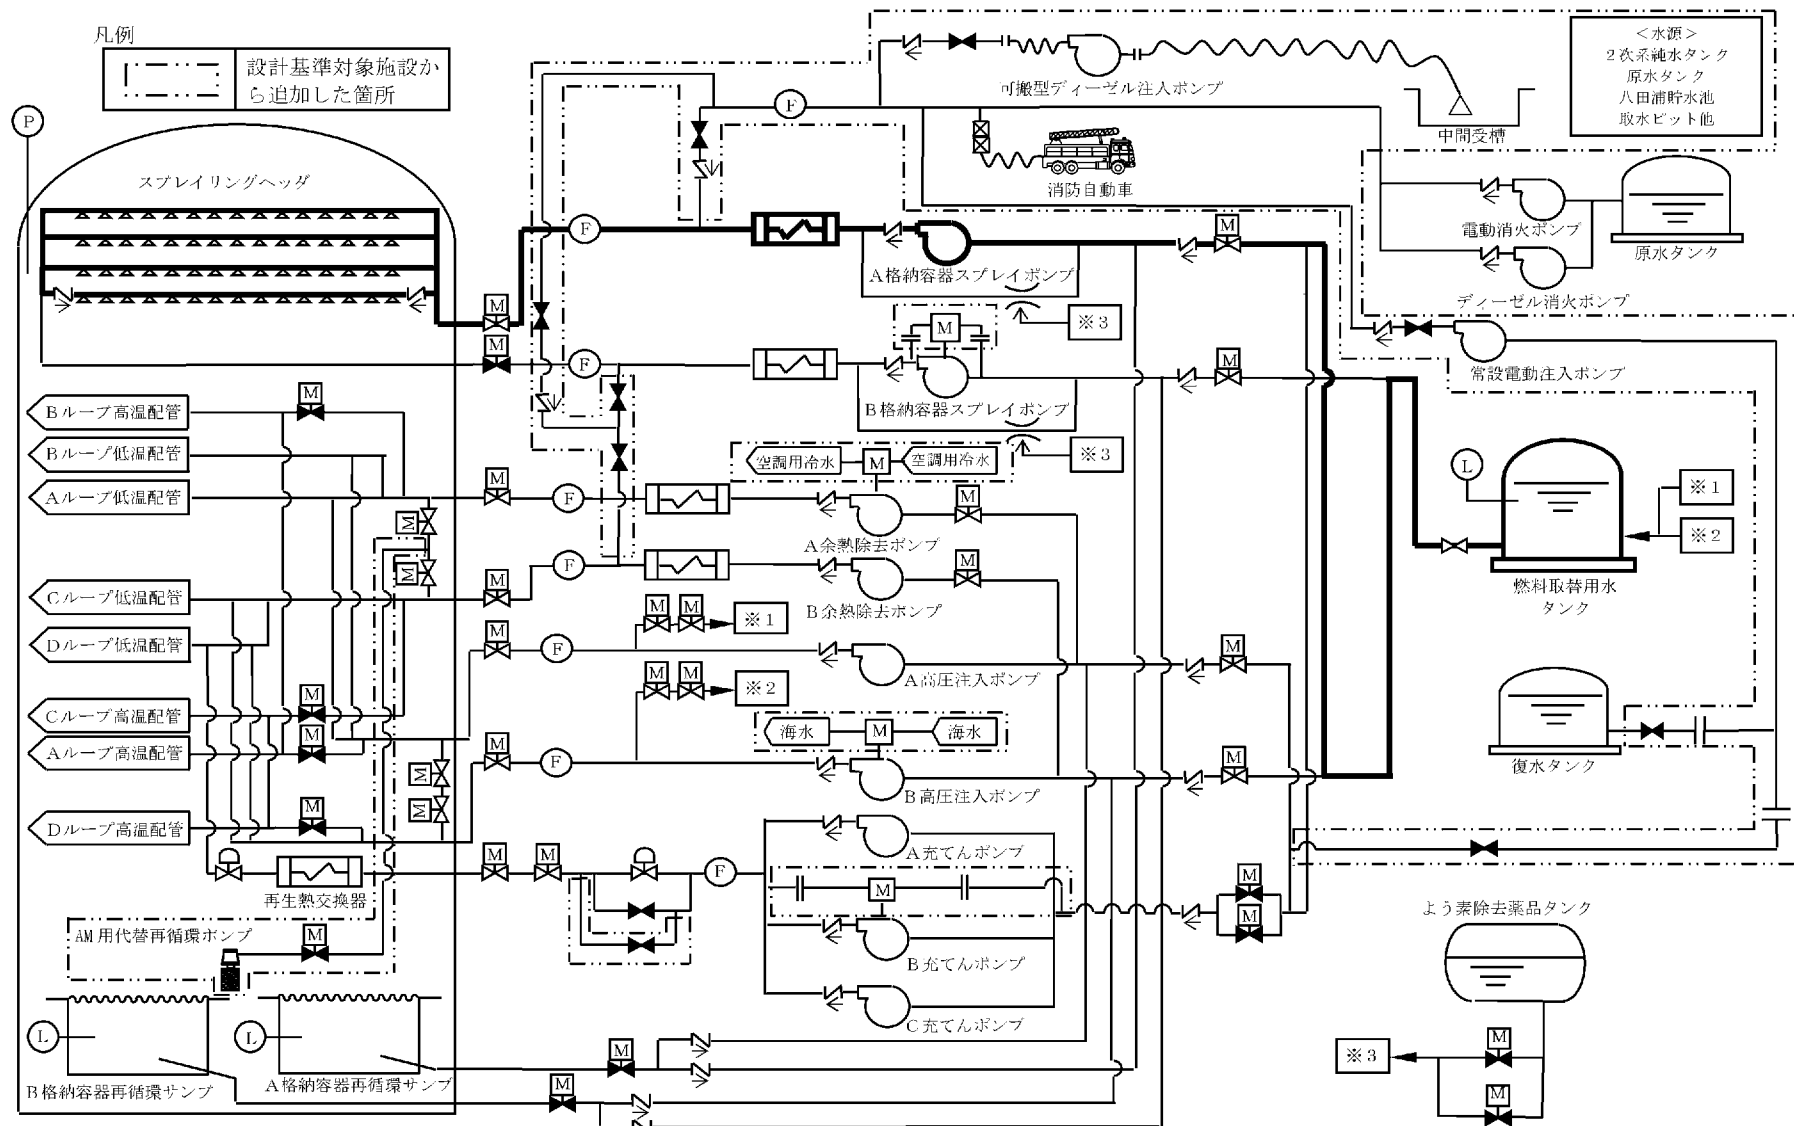 凡例
設計基準対象施設か
ら追加した箇所
P
スプレイリングヘッダ
F
可搬型ディーゼル注入ポンプ
消防自動車
中間受槽
<水源>
2次系純水タンク
原水タンク
八田浦貯水池
取水ピット他
電動消火ポンプ
原水タンク
ディーゼル消火ポンプ
F
M
A格納容器スプレイポンプ
M
※3
M
M
F
M
B格納容器スプレイポンプ
M
※3
常設電動注入ポンプ
Bループ高温配管
M
Bループ低温配管
Aループ低温配管
M
F
空調用冷水
M
空調用冷水
M
A余熱除去ポンプ
L
※1
※2
燃料取替用水
タンク
M
M
Cループ低温配管
M
F
M
B余熱除去ポンプ
Dループ低温配管
M
F
M
M
※1
A高圧注入ポンプ
M
M
M
※2
Cループ高温配管
M
Aループ高温配管
M
M
F
海水
M
海水
B高圧注入ポンプ
M
復水タンク
M
M
Dループ高温配管
M
A充てんポンプ
再生熱交換器
M
M
F
M
B充てんポンプ
C充てんポンプ
M
M
よう素除去薬品タンク
AM用代替再循環ポンプ
M
L
L
B格納容器再循環サンプ
A格納容器再循環サンプ
M
M
※3
M
M